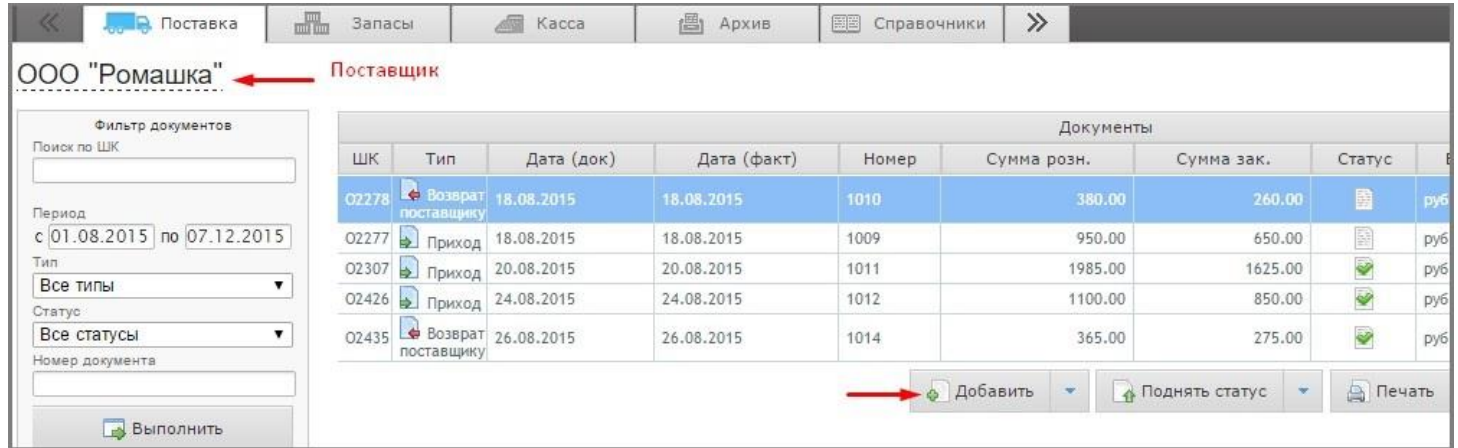 Поставка Запасы Касса Архив Справочники
ООО "Ромашка" Поставщик
Фильтр документов
Поиск по ШК
Период
с 01.08.2015 по 07.12.2015
Тип
Все типы
Статус
Все статусы
Номер документа
Выполнить
Документы
ШК Тип Дата (док) Дата (факт) Номер Сумма розн. Сумма зак. Статус
О2278 Возврат поставщику 18.08.2015 18.08.2015 1010 380.00 260.00 руб
О2277 Приход 18.08.2015 18.08.2015 1009 950.00 650.00 руб
О2307 Приход 20.08.2015 20.08.2015 1011 1985.00 1625.00 руб
О2426 Приход 24.08.2015 24.08.2015 1012 1100.00 850.00 руб
О2435 Возврат поставщику 26.08.2015 26.08.2015 1014 365.00 275.00 руб
Добавить Поднять статус Печать